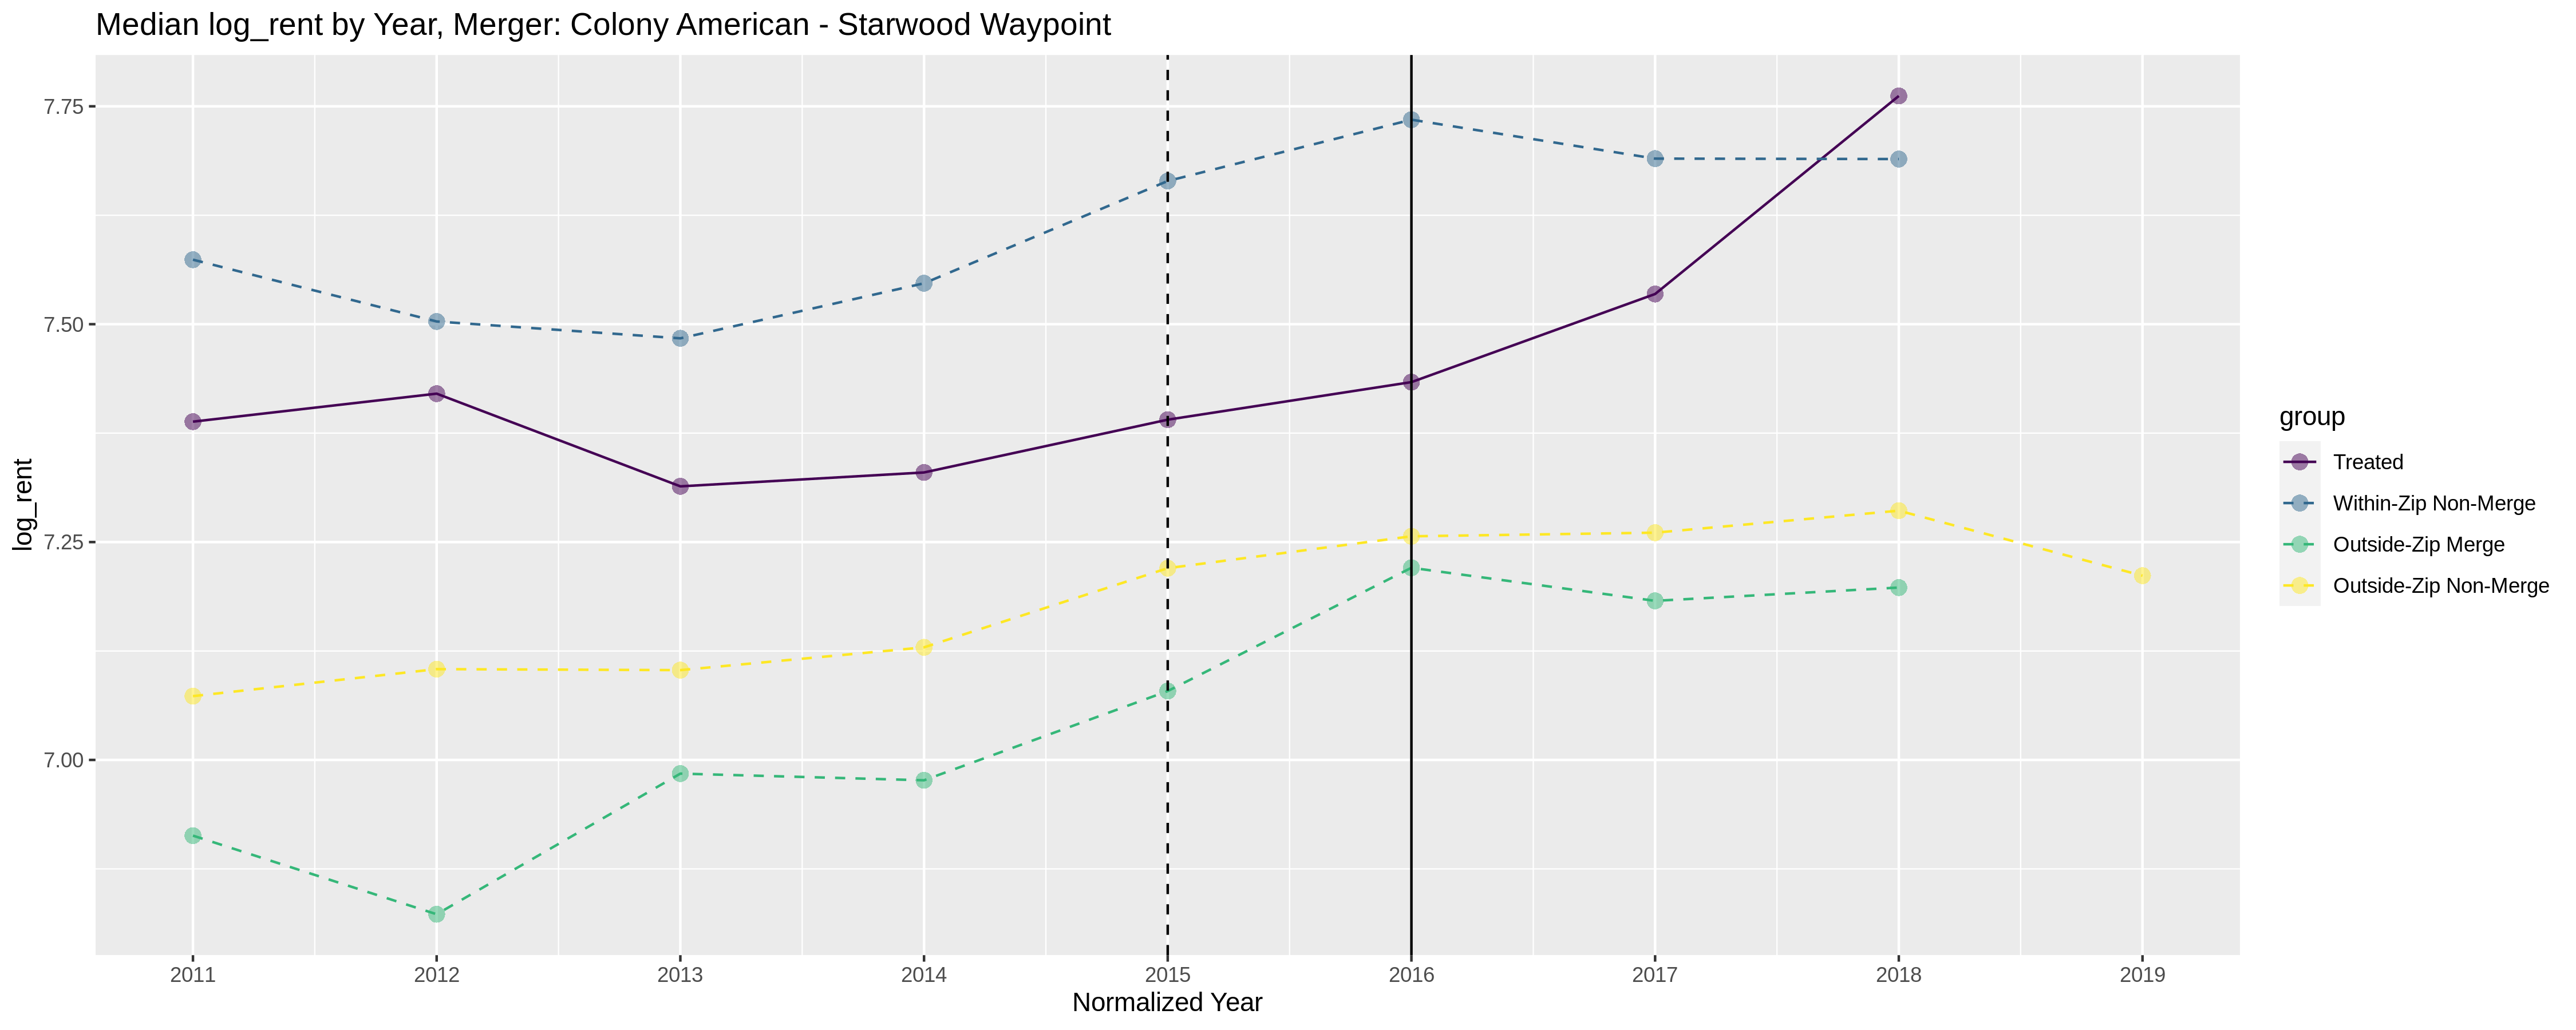 Median log_rent by Year, Merger: Colony American - Starwood Waypoint
log_rent
7.75
7.50
7.25
7.00
2011 2012 2013 2014 2015 2016 2017 2018 2019
Normalized Year
group
Treated
Within-Zip Non-Merge
Outside-Zip Merge
Outside-Zip Non-Merge